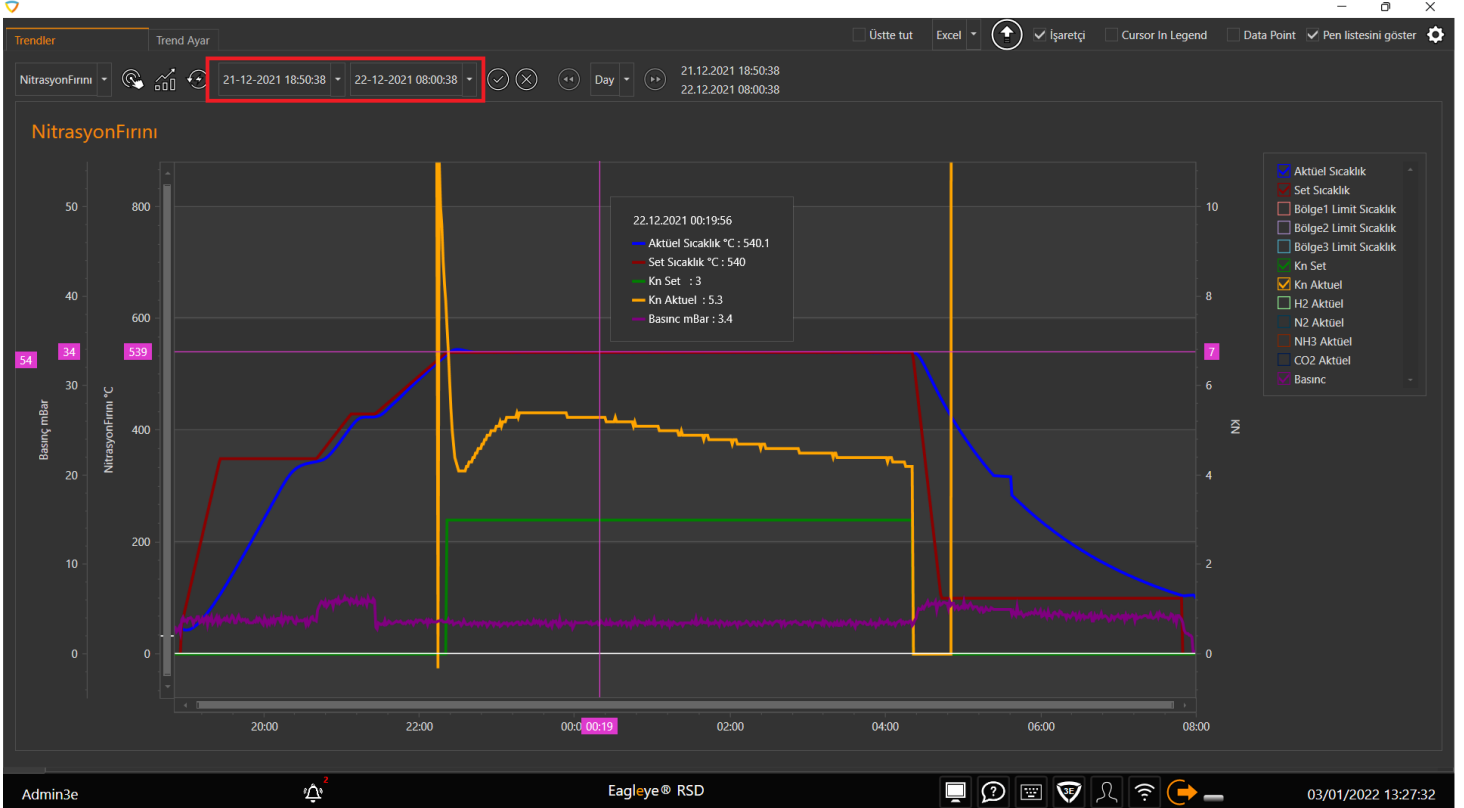 Trendler
Trend Ayar
Üstte tut
Excel
İşaretçi
Cursor In Legend
Data Point
Pen listesini göster
NitrasyonFırını
21-12-2021 18:50:38
22-12-2021 08:00:38
Day
21.12.2021 18:50:38
22.12.2021 08:00:38
NitrasyonFırını
50
40
30
20
10
0
54
34
Basınç mBar
800
600
400
200
0
539
NitrasyonFırını °C
22.12.2021 00:19:56
Aktüel Sıcaklık °C : 540.1
Set Sıcaklık °C : 540
Kn Set : 3
Kn Aktuel : 5.3
Basınc mBar : 3.4
10
8
6
4
2
0
7
KN
Aktüel Sıcaklık
Set Sıcaklık
Bölge1 Limit Sıcaklık
Bölge2 Limit Sıcaklık
Bölge3 Limit Sıcaklık
Kn Set
Kn Aktuel
H2 Aktüel
N2 Aktüel
NH3 Aktüel
CO2 Aktüel
Basınc
20:00
22:00
00:0
00:19
02:00
04:00
06:00
08:00
Admin3e
2
Eagleye® RSD
3E
03/01/2022 13:27:32